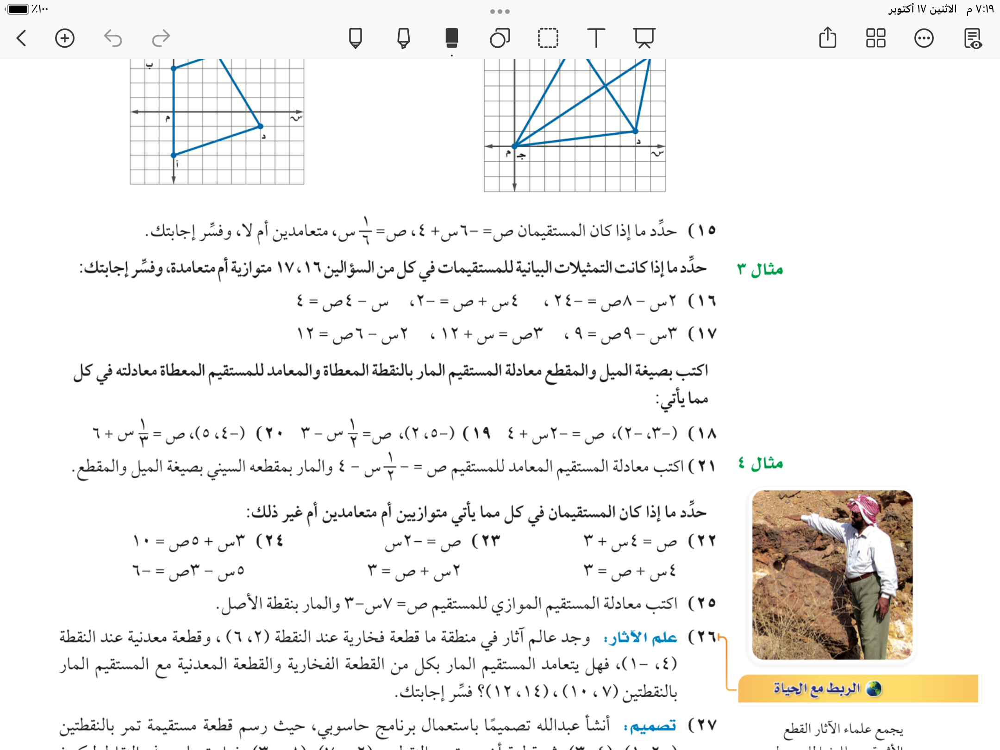 ٧:١٩ م الاثنين ١٧ أكتوبر
٪١٠٠
ب
م
س
د
أ
د
س
م جـ
١٥) حدِّد ما إذا كان المستقيمان ص= –٦س+ ٤، ص= ١/٦ س، متعامدين أم لا، وفسِّر إجابتك.
مثال ٣
حدِّد ما إذا كانت التمثيلات البيانية للمستقيمات في كل من السؤالين ١٦، ١٧ متوازية أم متعامدة، وفسِّر إجابتك:
١٦) ٢س – ٨ص = –٢٤ ، ٤س + ص = –٢، س – ٤ص = ٤
١٧) ٣س – ٩ص = ٩ ، ٣ص = س + ١٢ ، ٢س – ٦ص = ١٢
اكتب بصيغة الميل والمقطع معادلة المستقيم المار بالنقطة المعطاة والمعامد للمستقيم المعطاة معادلته في كل
مما يأتي:
١٨) (–٣، –٢)، ص = –٢س + ٤ ١٩) (–٥، ٢)، ص= ١/٢ س – ٣ ٢٠) (–٤، ٥)، ص = ١/٣ س + ٦
مثال ٤
٢١) اكتب معادلة المستقيم المعامد للمستقيم ص = – ١/٢ س – ٤ والمار بمقطعه السيني بصيغة الميل والمقطع.
حدِّد ما إذا كان المستقيمان في كل مما يأتي متوازيين أم متعامدين أم غير ذلك:
٢٢) ص = ٤س + ٣ ٢٣) ص = –٢س ٢٤) ٣س + ٥ص = ١٠
٤س + ص = ٣ ٢س + ص = ٣ ٥س – ٣ص = –٦
٢٥) اكتب معادلة المستقيم الموازي للمستقيم ص= ٧س–٣ والمار بنقطة الأصل.
٢٦) علم الآثار: وجد عالم آثار في منطقة ما قطعة فخارية عند النقطة (٢، ٦) ، وقطعة معدنية عند النقطة
(٤، –١)، فهل يتعامد المستقيم المار بكل من القطعة الفخارية والقطعة المعدنية مع المستقيم المار
بالنقطتين (٧ ، ١٠) ، (١٤، ١٢)؟ فسِّر إجابتك.
الربط مع الحياة
يجمع علماء الآثار القطع
٢٧) تصميم: أنشأ عبدالله تصميمًا باستعمال برنامج حاسوبي، حيث رسم قطعة مستقيمة تمر بالنقطتين